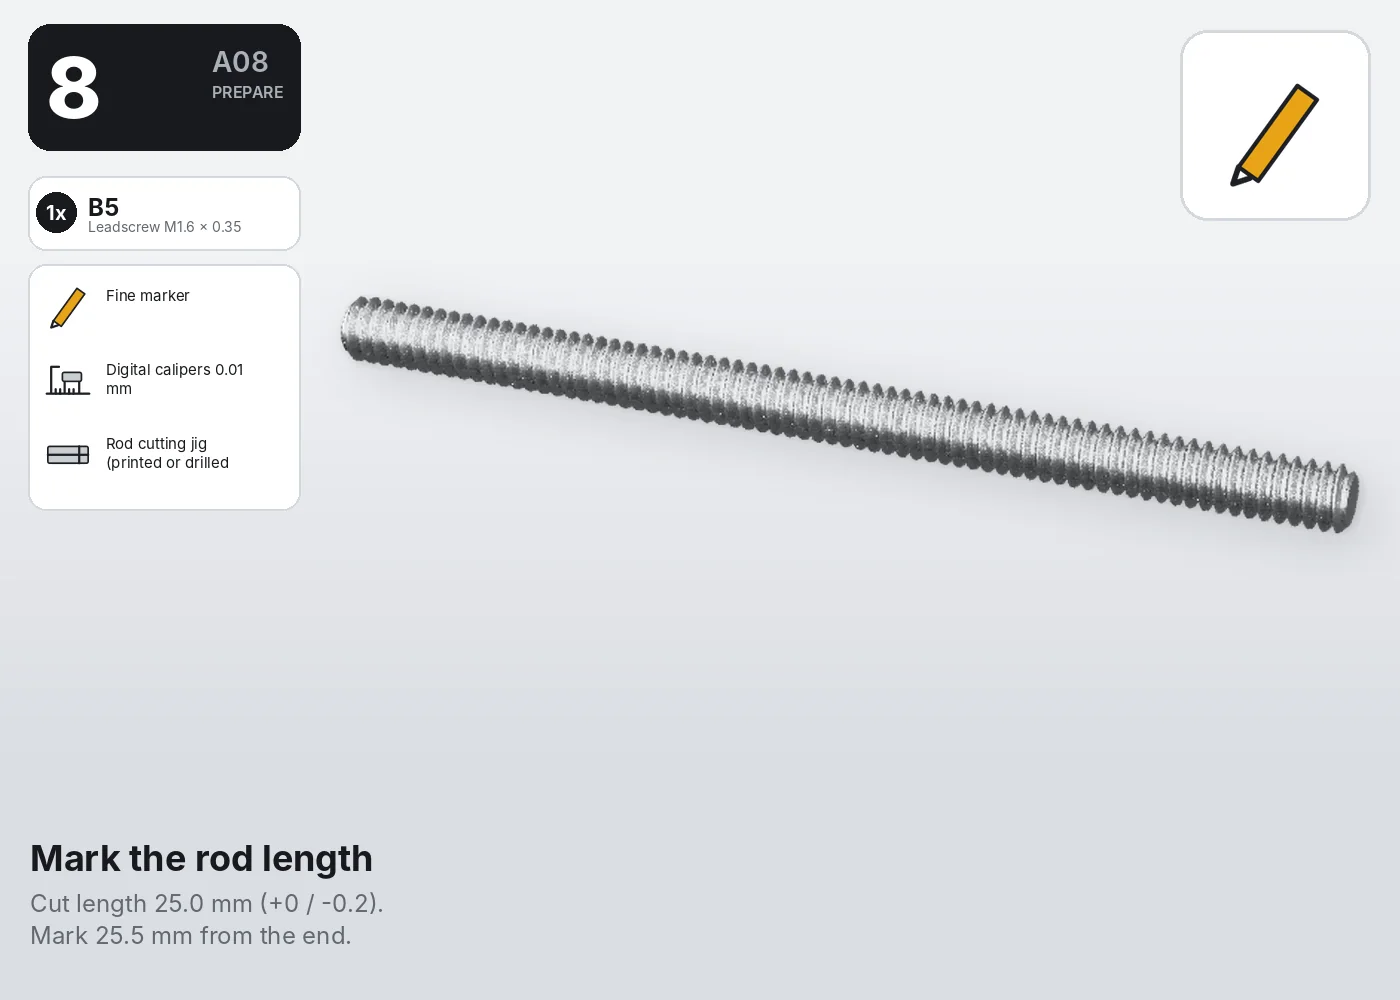 8
A08
PREPARE
1x
B5
Leadscrew M1.6 × 0.35
Fine marker
Digital calipers 0.01
mm
Rod cutting jig
(printed or drilled
Mark the rod length
Cut length 25.0 mm (+0 / -0.2).
Mark 25.5 mm from the end.